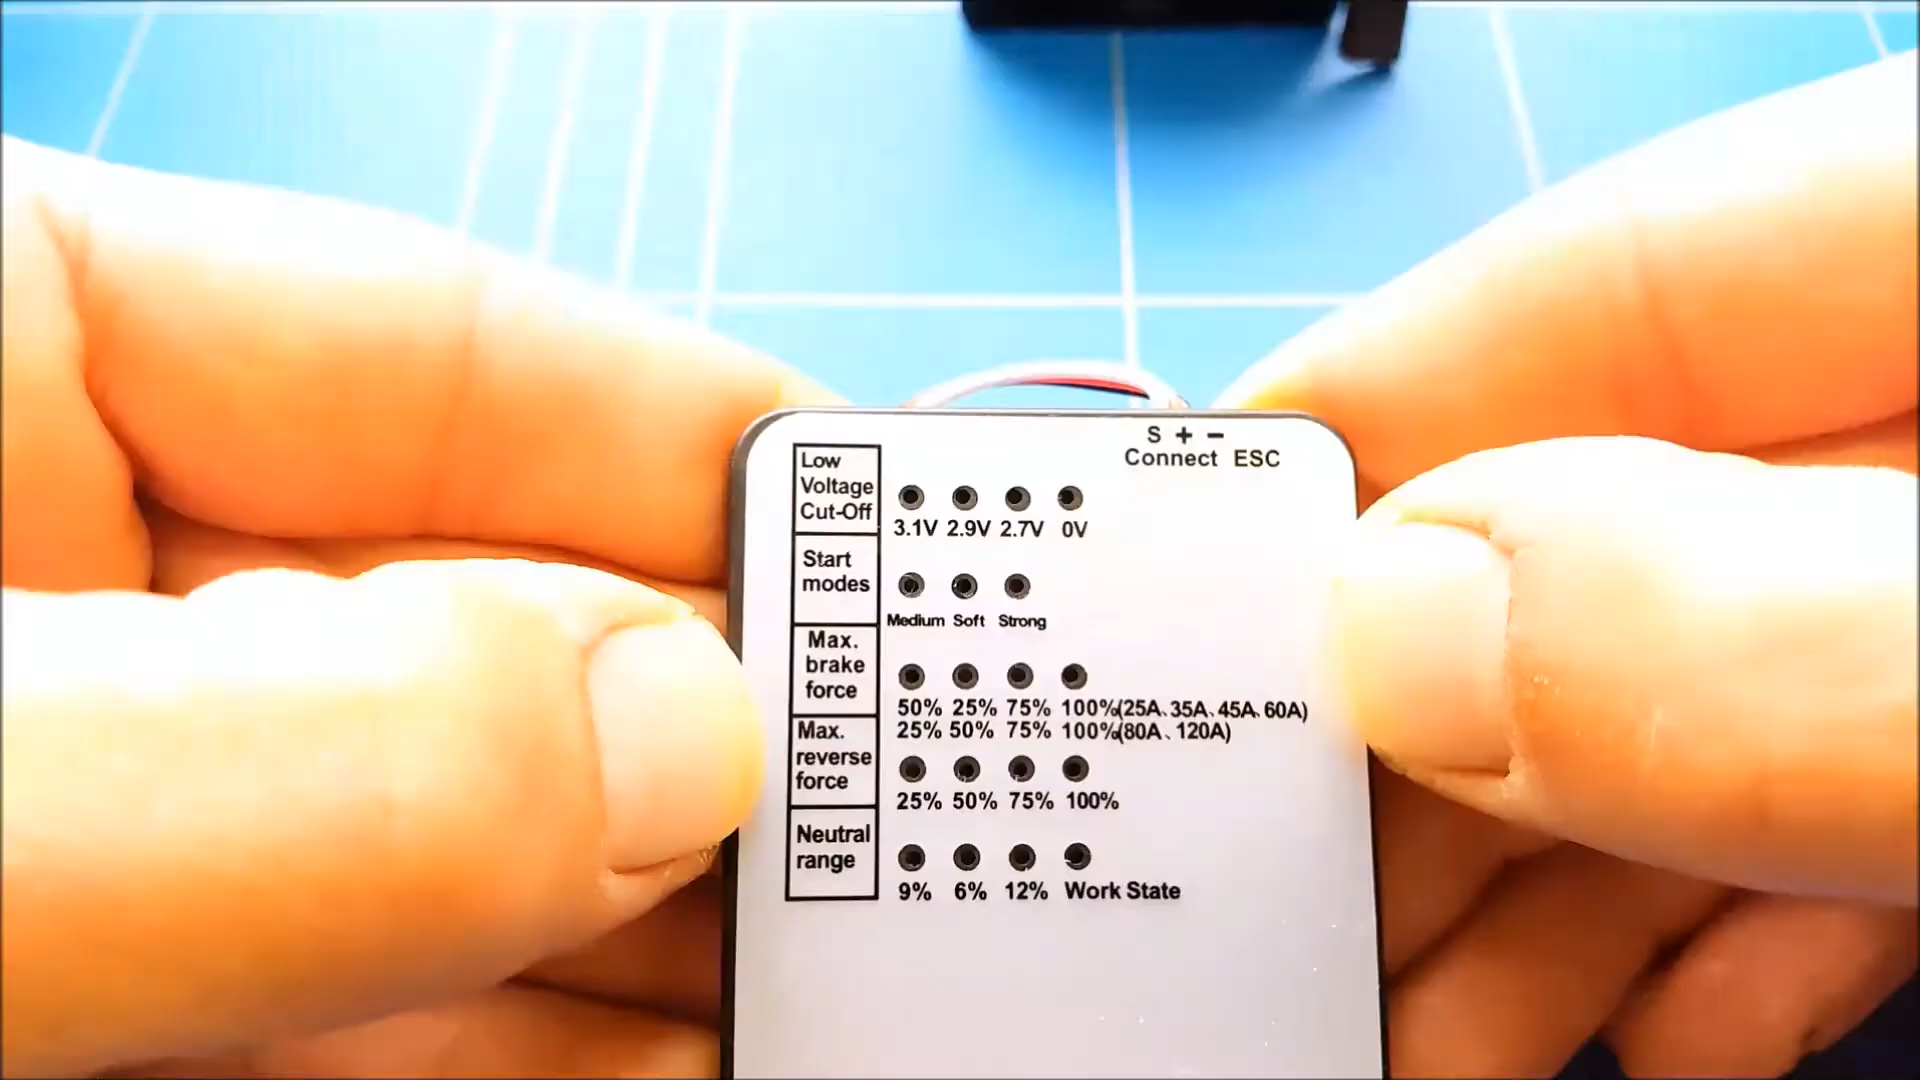 S + −
Connect ESC
Low
Voltage
Cut-Off
3.1V 2.9V 2.7V 0V
Start
modes
Medium Soft Strong
Max.
brake
force
50% 25% 75% 100%(25A、35A、45A、60A)
25% 50% 75% 100%(80A、120A)
Max.
reverse
force
25% 50% 75% 100%
Neutral
range
9% 6% 12% Work State